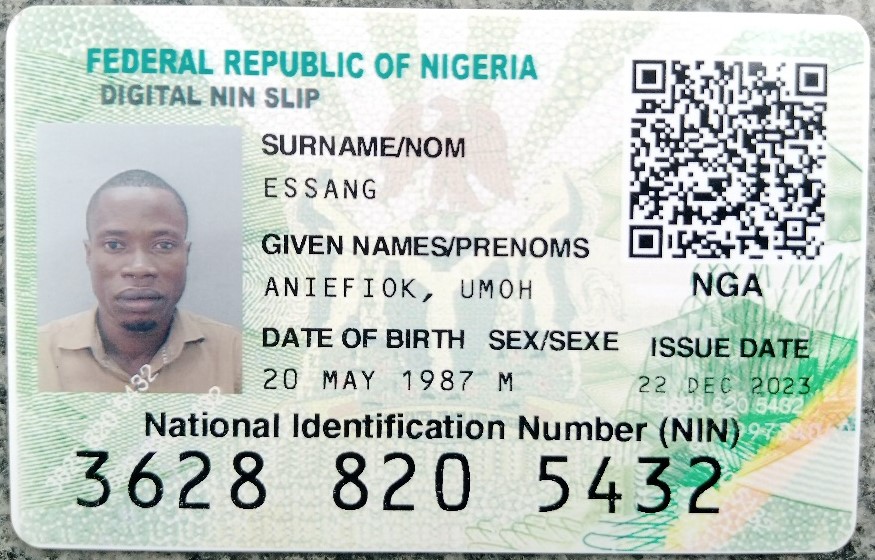 FEDERAL REPUBLIC OF NIGERIA
DIGITAL NIN SLIP
SURNAME/NOM
ESSANG
GIVEN NAMES/PRENOMS
ANIEFIOK, UMOH
NGA
DATE OF BIRTH SEX/SEXE
20 MAY 1987 M
ISSUE DATE
22 DEC 2023
National Identification Number (NIN)
3628 820 5432